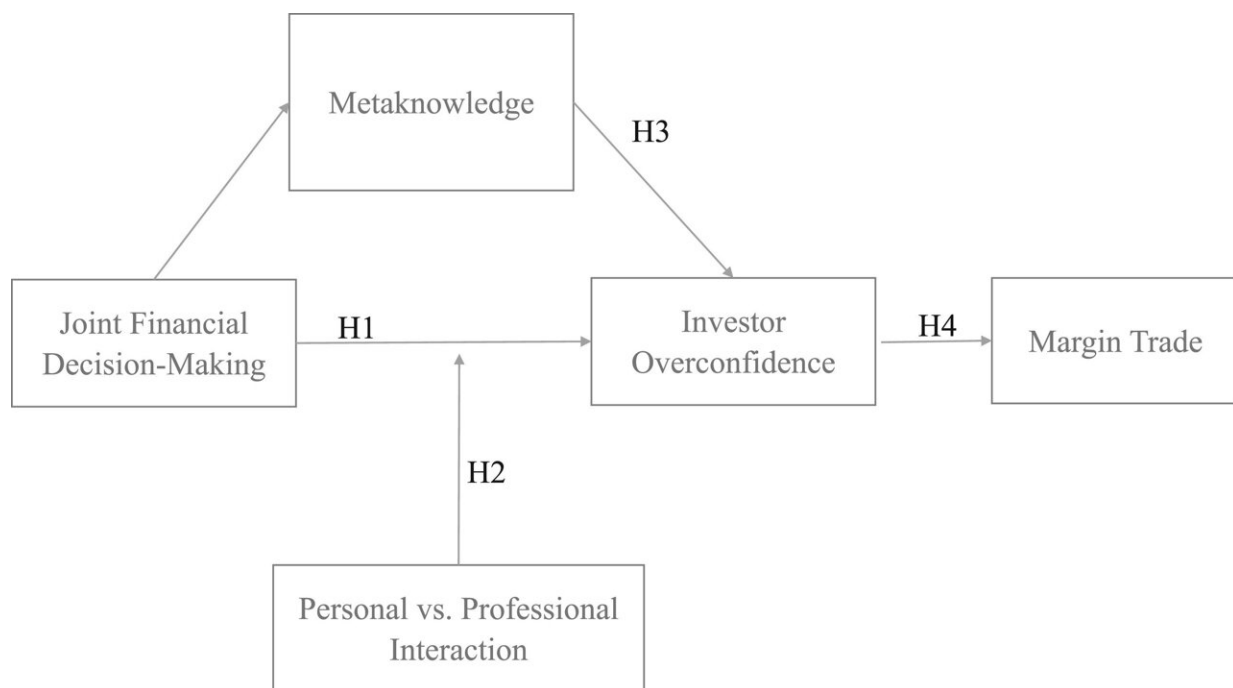 Metaknowledge
H3
Joint Financial
Decision-Making
H1
Investor
Overconfidence
H4
Margin Trade
H2
Personal vs. Professional
Interaction